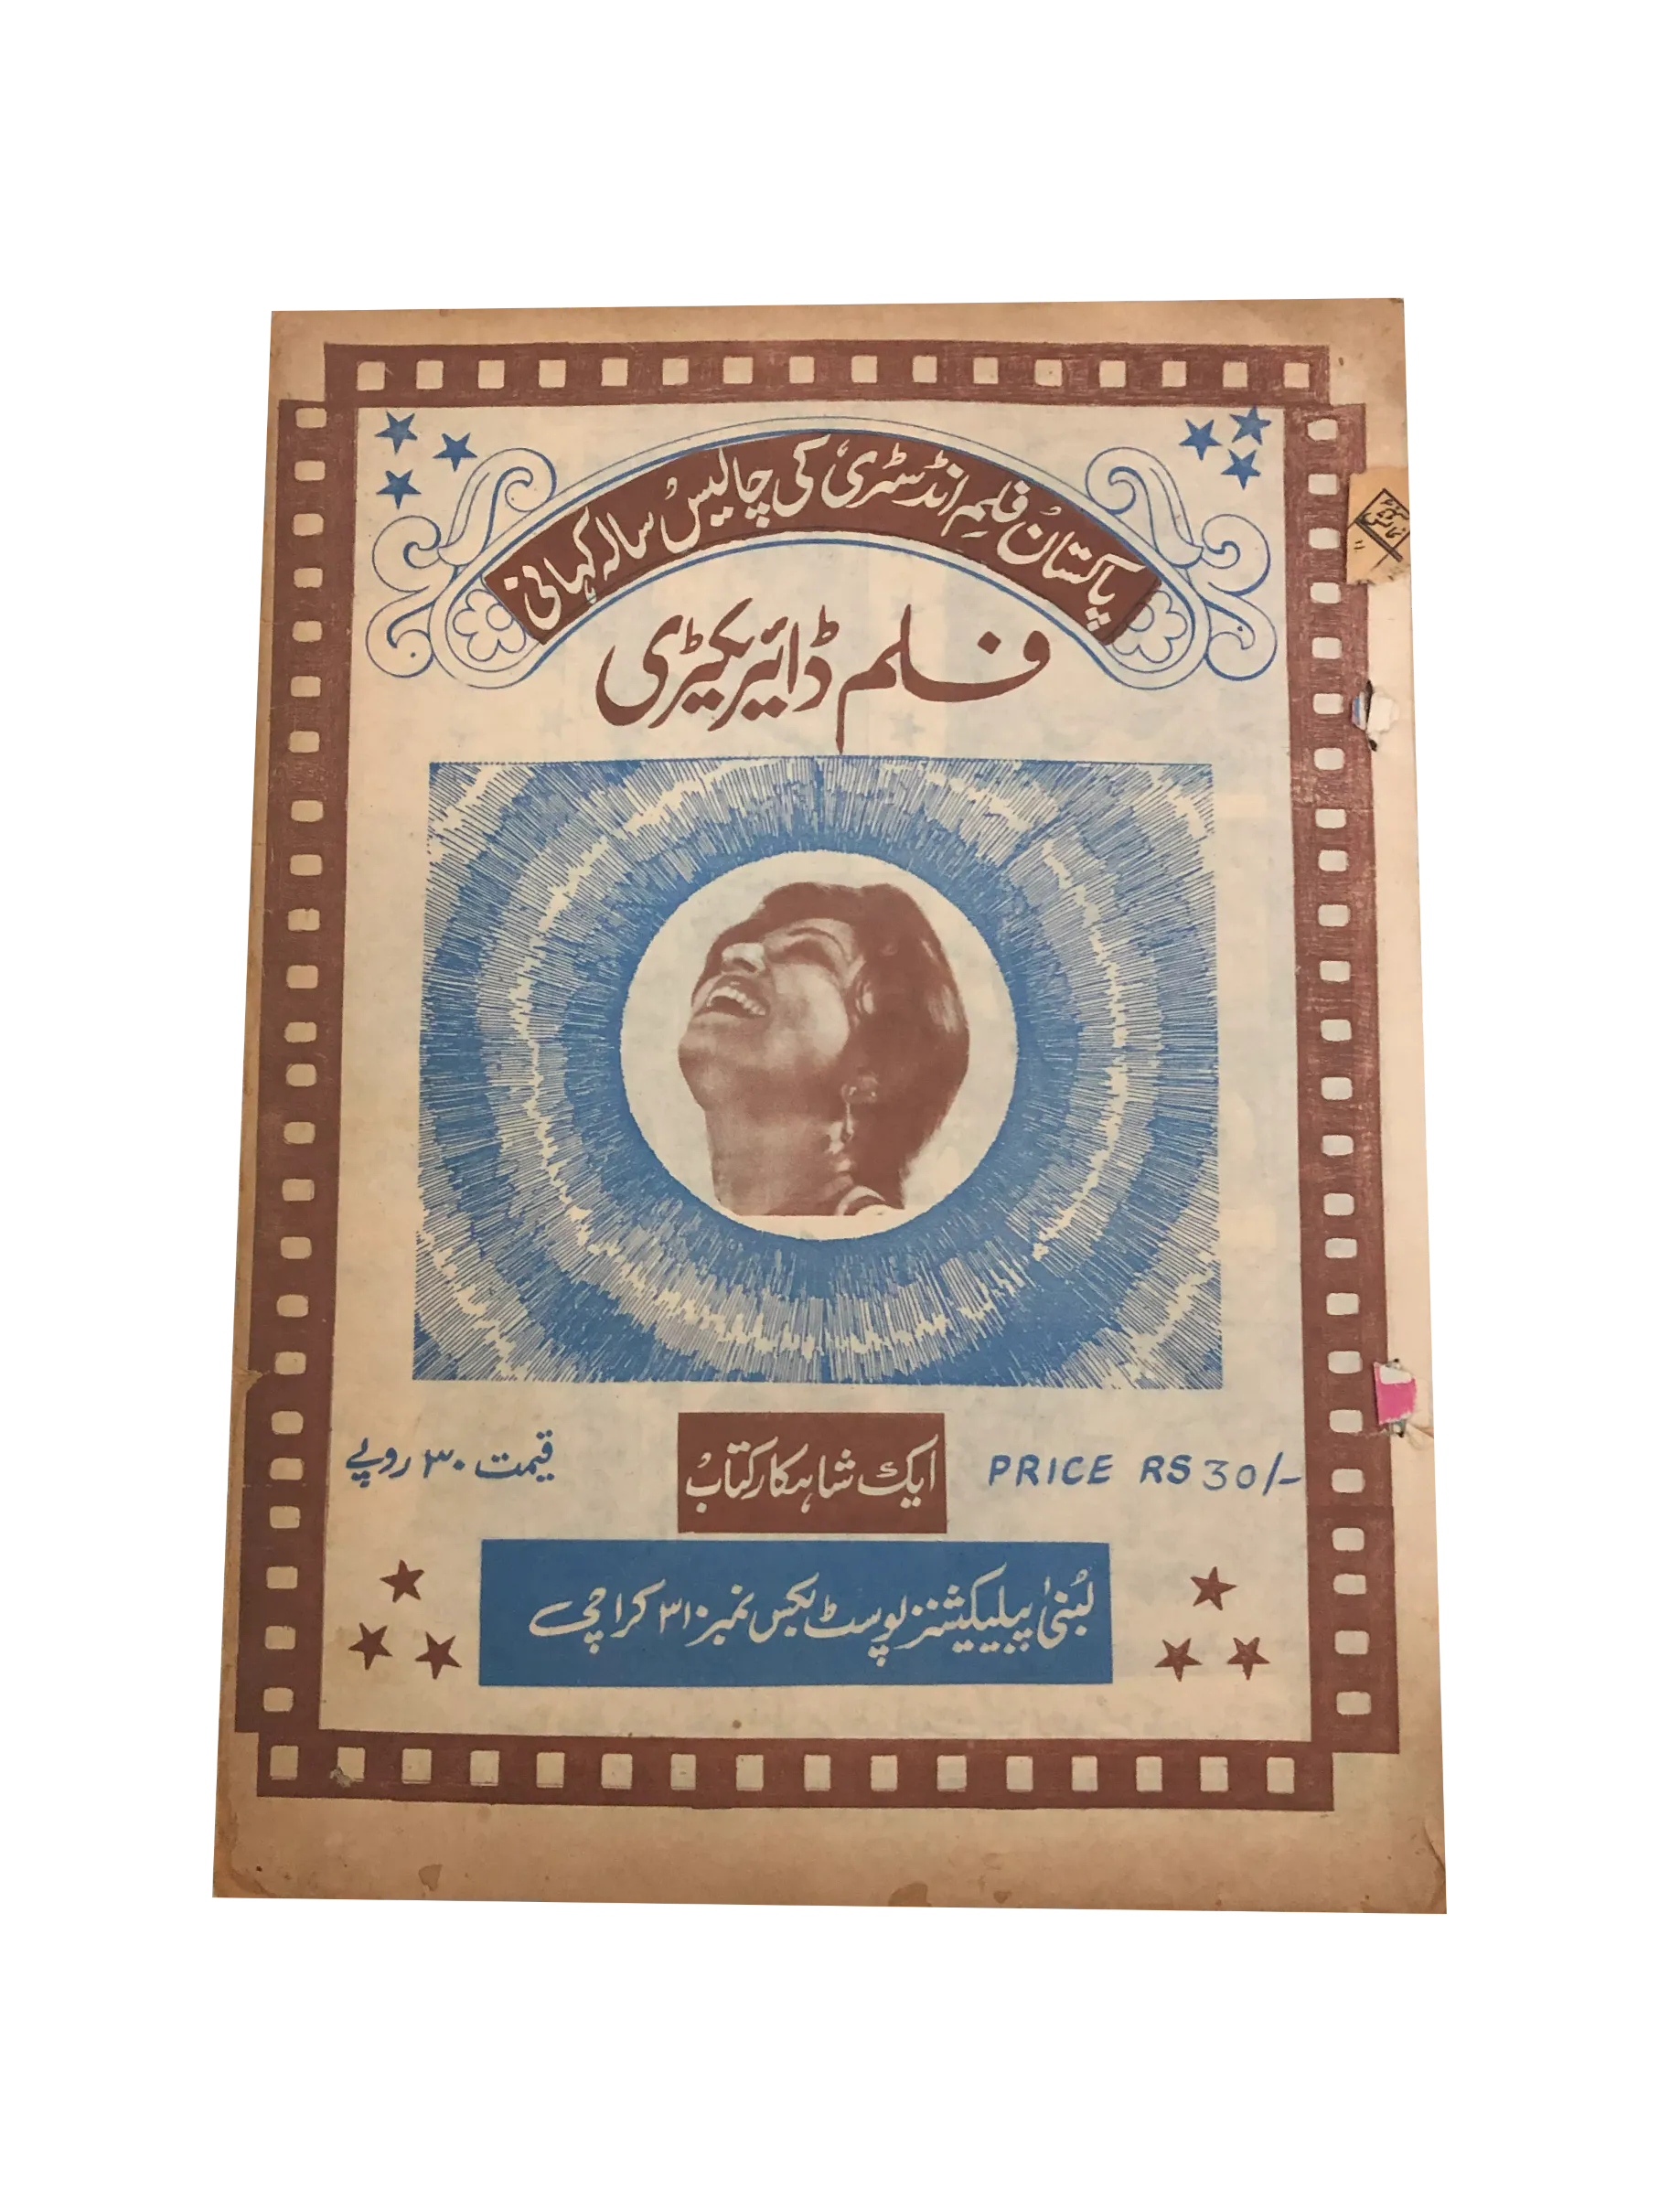 پاکستان فلم انڈسٹری کی چالیس سالہ کہانی
فلم ڈائریکٹری
ایک شاہکار کتاب
PRICE RS 30/-
قیمت ۳۰ روپے
لبنیٰ پبلیکیشنز پوسٹ بکس نمبر ۳۱ کراچی